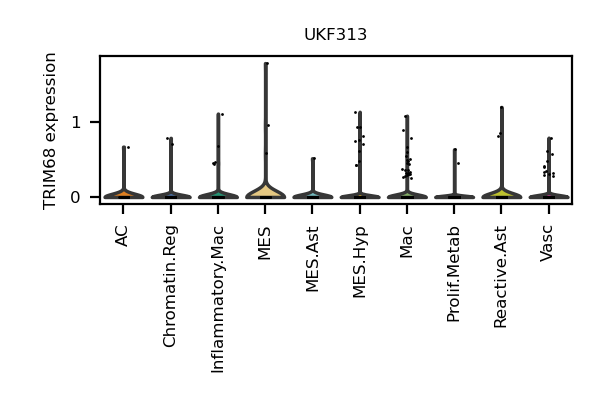 UKF313
TRIM68 expression
1
0
AC
Chromatin.Reg
Inflammatory.Mac
MES
MES.Ast
MES.Hyp
Mac
Prolif.Metab
Reactive.Ast
Vasc